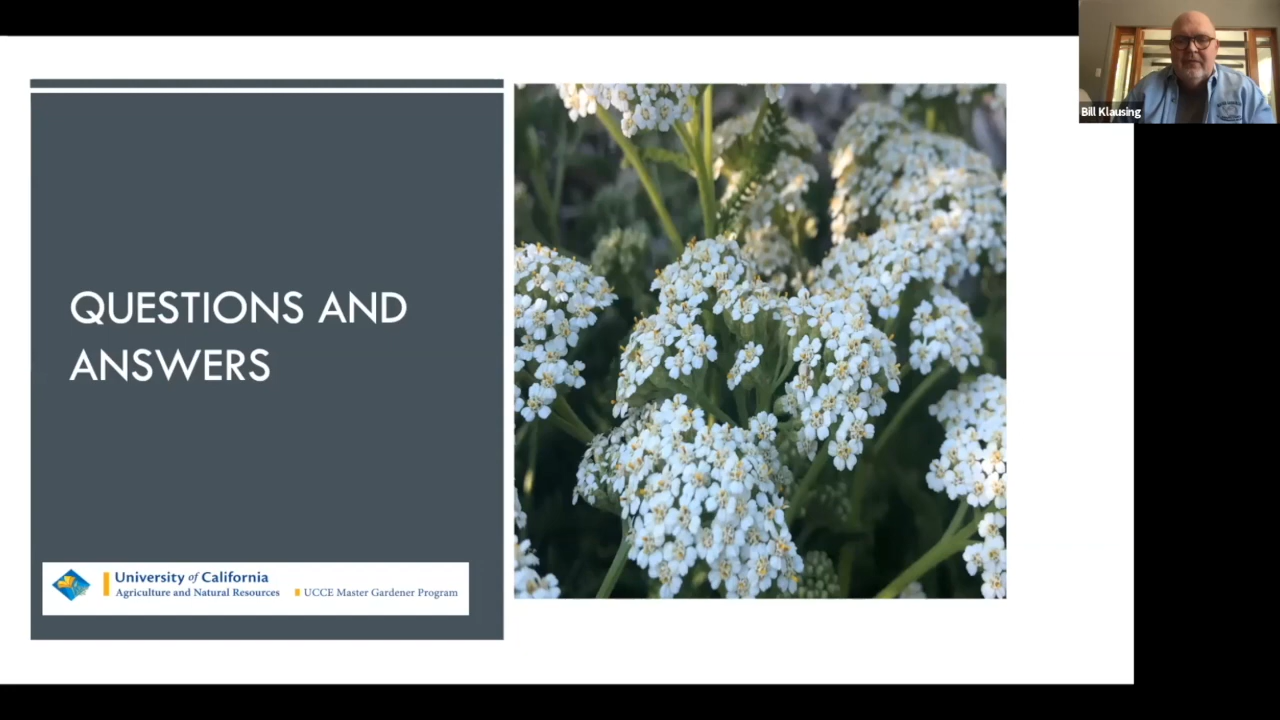 Bill Klausing
QUESTIONS AND
ANSWERS
University of California
Agriculture and Natural Resources
UCCE Master Gardener Program